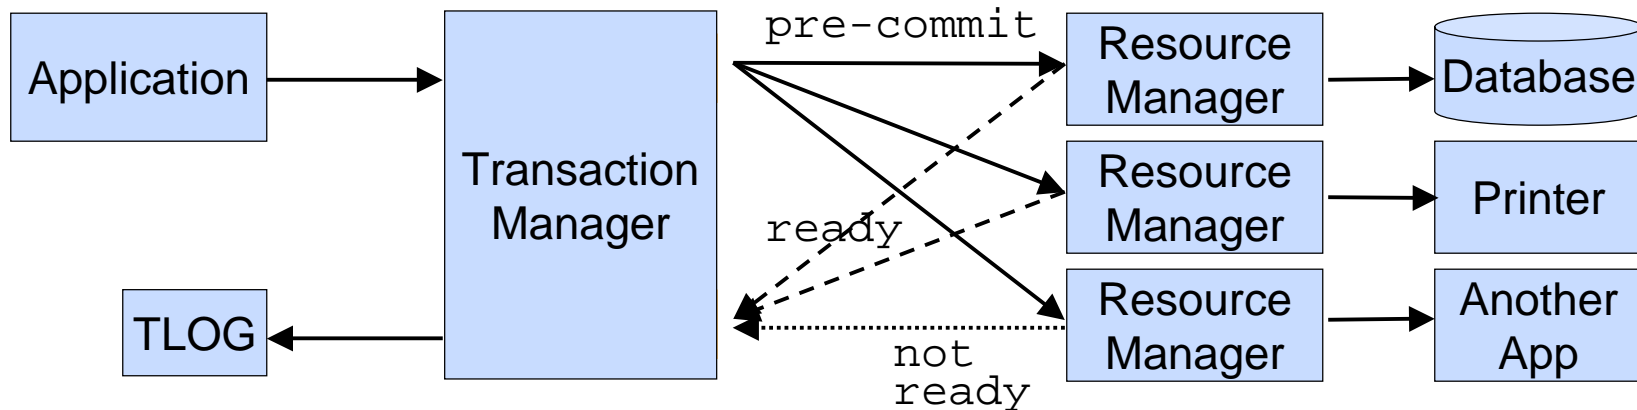 Application
Transaction
Manager
TLOG
pre-commit
ready
not
ready
Resource
Manager
Database
Resource
Manager
Printer
Resource
Manager
Another
App